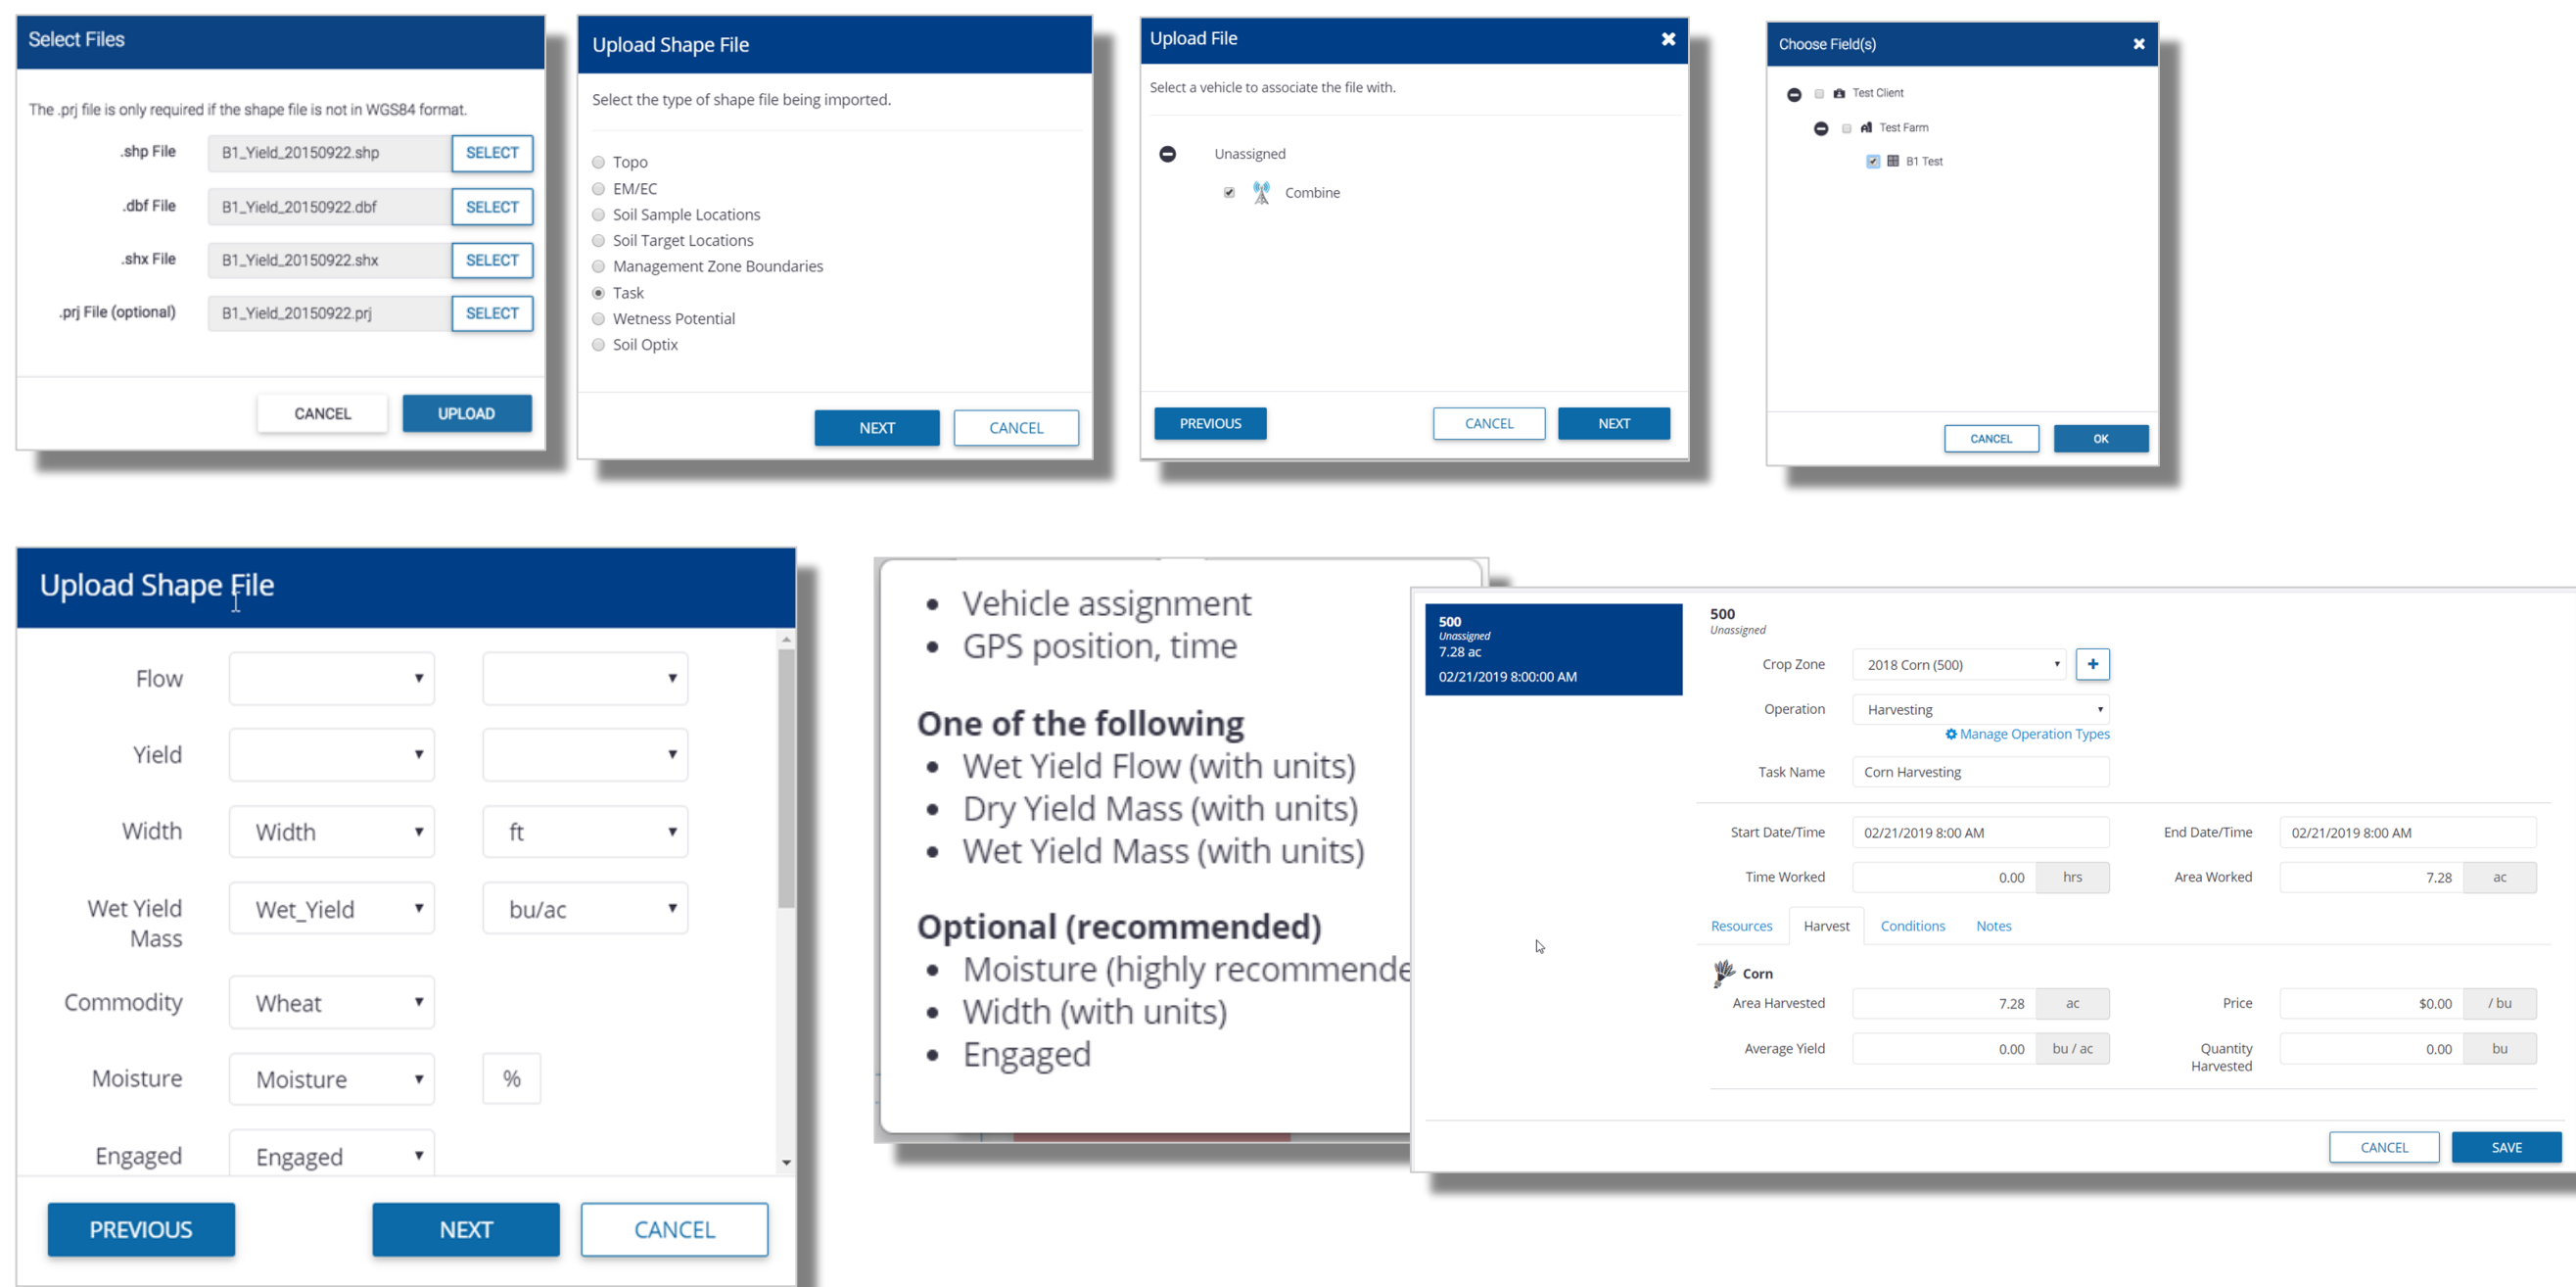 Select Files
The .prj file is only required if the shape file is not in WGS84 format.
.shp File B1_Yield_20150922.shp SELECT
.dbf File B1_Yield_20150922.dbf SELECT
.shx File B1_Yield_20150922.shx SELECT
.prj File (optional) B1_Yield_20150922.prj SELECT
CANCEL UPLOAD
Upload Shape File
Select the type of shape file being imported.
Topo
EM/EC
Soil Sample Locations
Soil Target Locations
Management Zone Boundaries
Task
Wetness Potential
Soil Optix
NEXT CANCEL
Upload File
Select a vehicle to associate the file with.
Unassigned
Combine
PREVIOUS CANCEL NEXT
Choose Field(s)
Test Client
Test Farm
B1 Test
CANCEL OK
Upload Shape File
Flow
Yield
Width Width ft
Wet Yield Mass Wet_Yield bu/ac
Commodity Wheat
Moisture Moisture %
Engaged Engaged
PREVIOUS NEXT CANCEL
• Vehicle assignment
• GPS position, time
One of the following
• Wet Yield Flow (with units)
• Dry Yield Mass (with units)
• Wet Yield Mass (with units)
Optional (recommended)
• Moisture (highly recommende
• Width (with units)
• Engaged
500
Unassigned
7.28 ac
02/21/2019 8:00:00 AM
500
Unassigned
Crop Zone 2018 Corn (500) +
Operation Harvesting
Manage Operation Types
Task Name Corn Harvesting
Start Date/Time 02/21/2019 8:00 AM End Date/Time 02/21/2019 8:00 AM
Time Worked 0.00 hrs Area Worked 7.28 ac
Resources Harvest Conditions Notes
Corn
Area Harvested 7.28 ac Price $0.00 / bu
Average Yield 0.00 bu / ac Quantity Harvested 0.00 bu
CANCEL SAVE